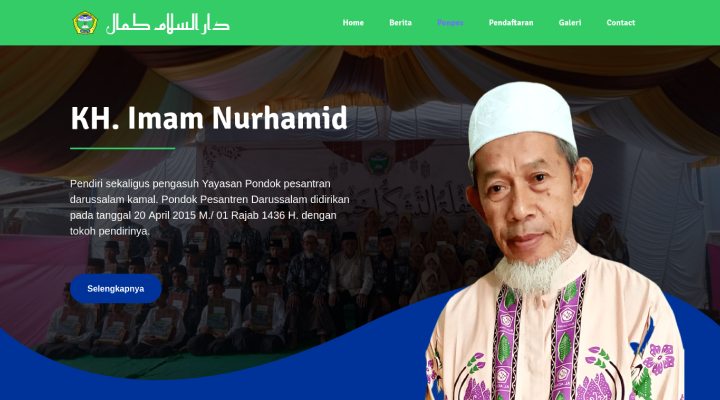 دار السلام كمال
Home Berita Ponpes Pendaftaran Galeri Contact
KH. Imam Nurhamid
Pendiri sekaligus pengasuh Yayasan Pondok pesantran
darussalam kamal. Pondok Pesantren Darussalam didirikan
pada tanggal 20 April 2015 M./ 01 Rajab 1436 H. dengan
tokoh pendirinya.
Selengkapnya